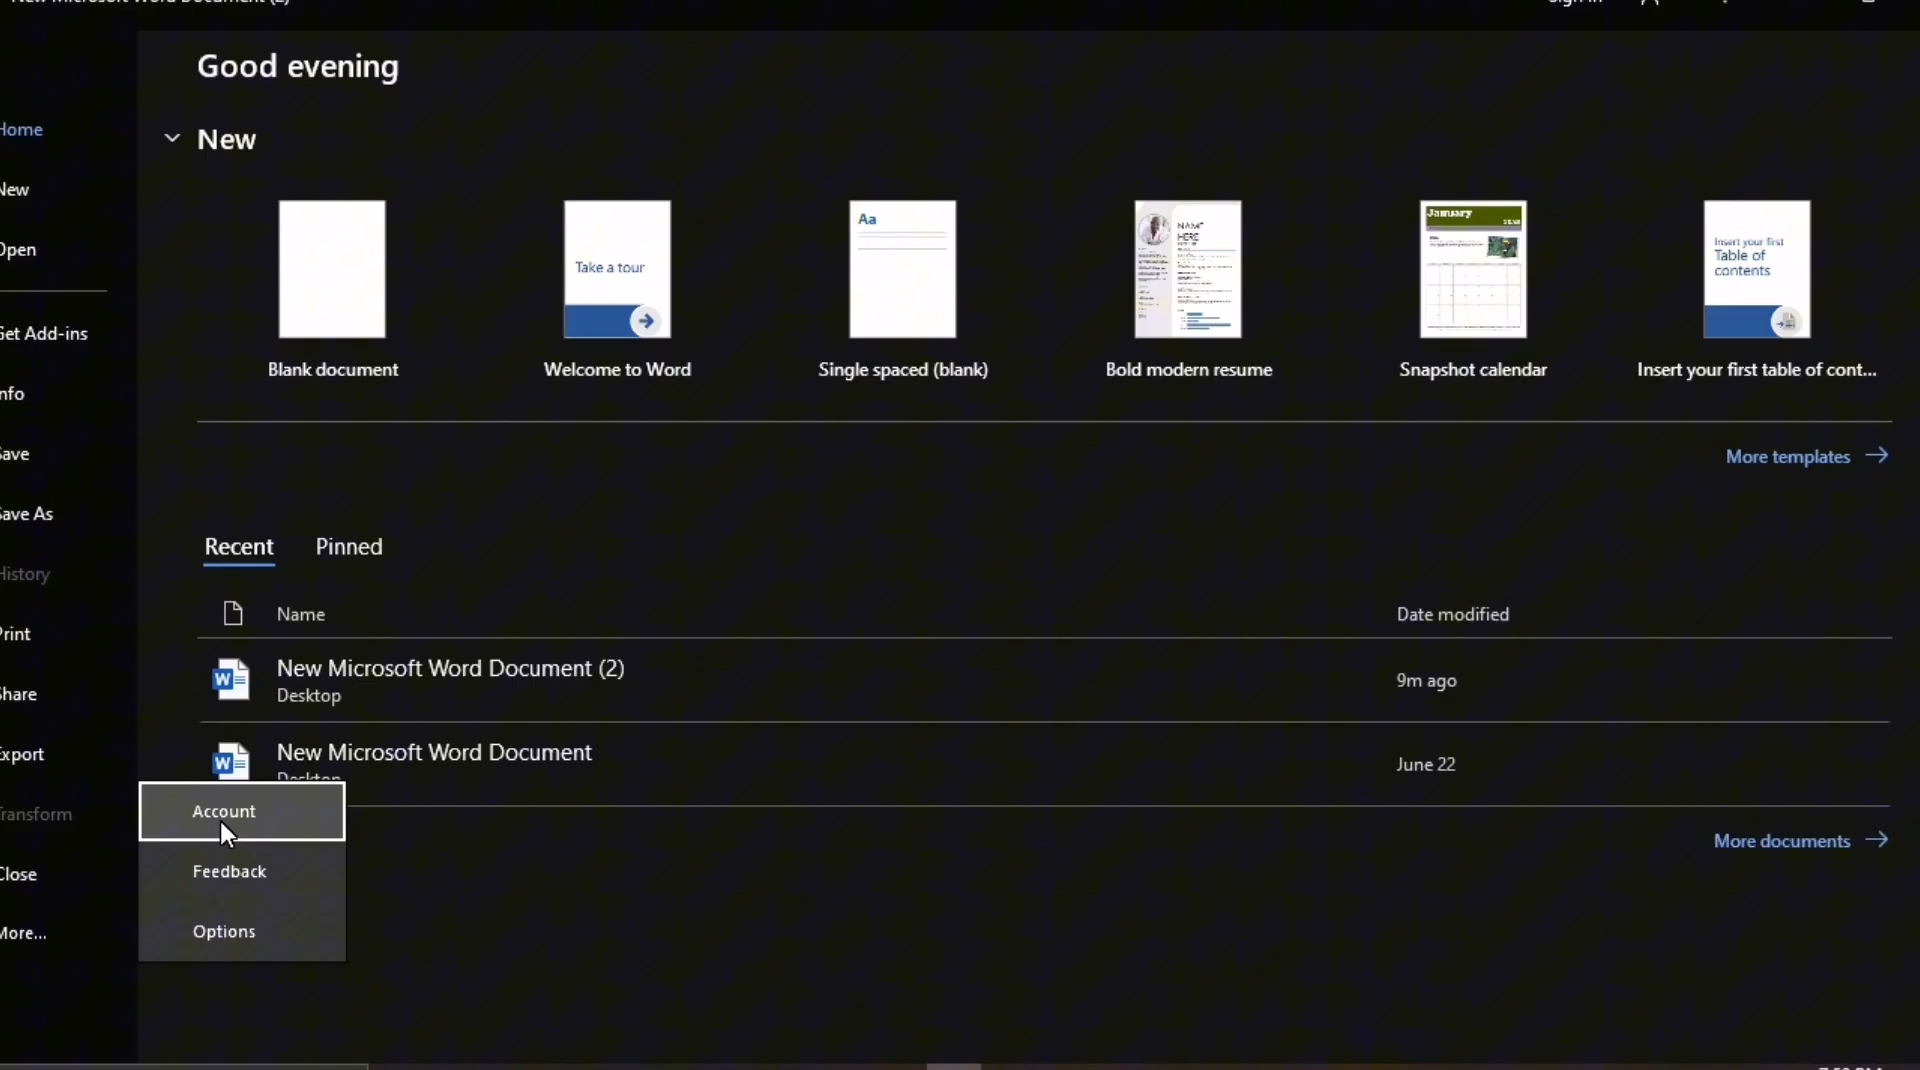 Good evening
New
Home
New
Open
Get Add-ins
Info
Save
Save As
History
Print
Share
Export
Transform
Close
More...
Aa
Take a tour
NAME
HERE
January
Insert your first
Table of
contents
Blank document
Welcome to Word
Single spaced (blank)
Bold modern resume
Snapshot calendar
Insert your first table of cont...
More templates
Recent
Pinned
Name
Date modified
New Microsoft Word Document (2)
Desktop
9m ago
New Microsoft Word Document
Desktop
June 22
Account
Feedback
Options
More documents